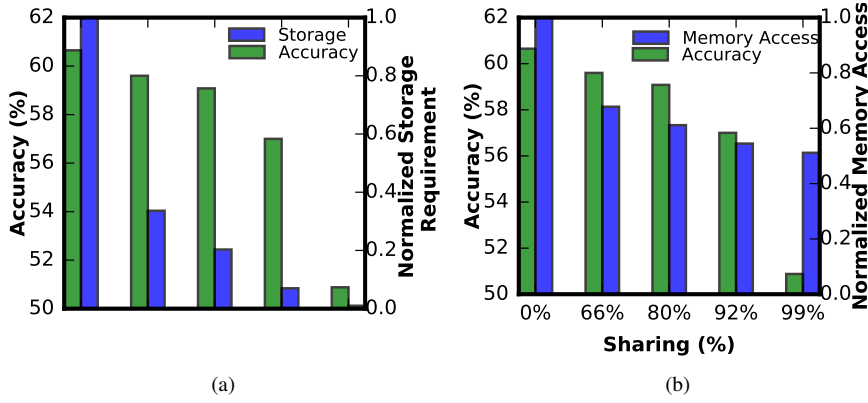 62
60
58
56
54
52
50
Accuracy (%)
Storage
Accuracy
1.0
0.8
0.6
0.4
0.2
0.0
Normalized Storage
Requirement
(a)
62
60
58
56
54
52
50
Accuracy (%)
Memory Access
Accuracy
1.0
0.8
0.6
0.4
0.2
0.0
Normalized Memory Access
0% 66% 80% 92% 99%
Sharing (%)
(b)